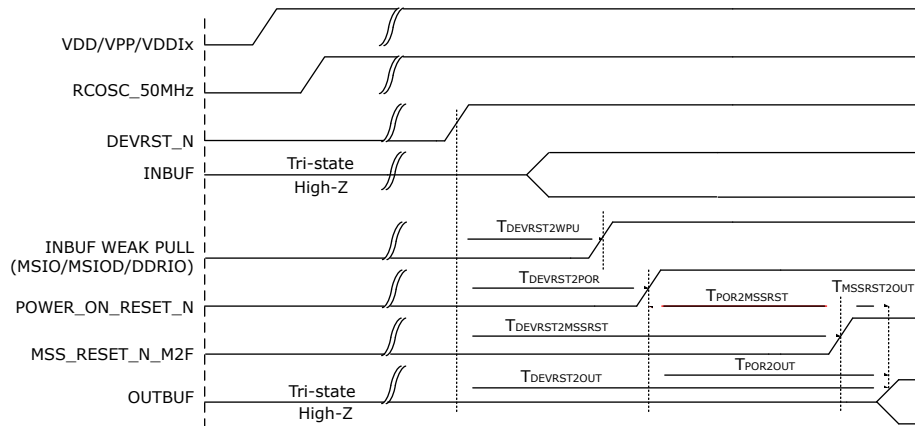 VDD/VPP/VDDIx
RCOSC_50MHz
DEVRST_N
INBUF
Tri-state
High-Z
TDEVRST2WPU
INBUF WEAK PULL
(MSIO/MSIOD/DDRIO)
TDEVRST2POR
TPOR2MSSRST
TMSSRST2OUT
POWER_ON_RESET_N
TDEVRST2MSSRST
MSS_RESET_N_M2F
TPOR2OUT
TDEVRST2OUT
OUTBUF
Tri-state
High-Z